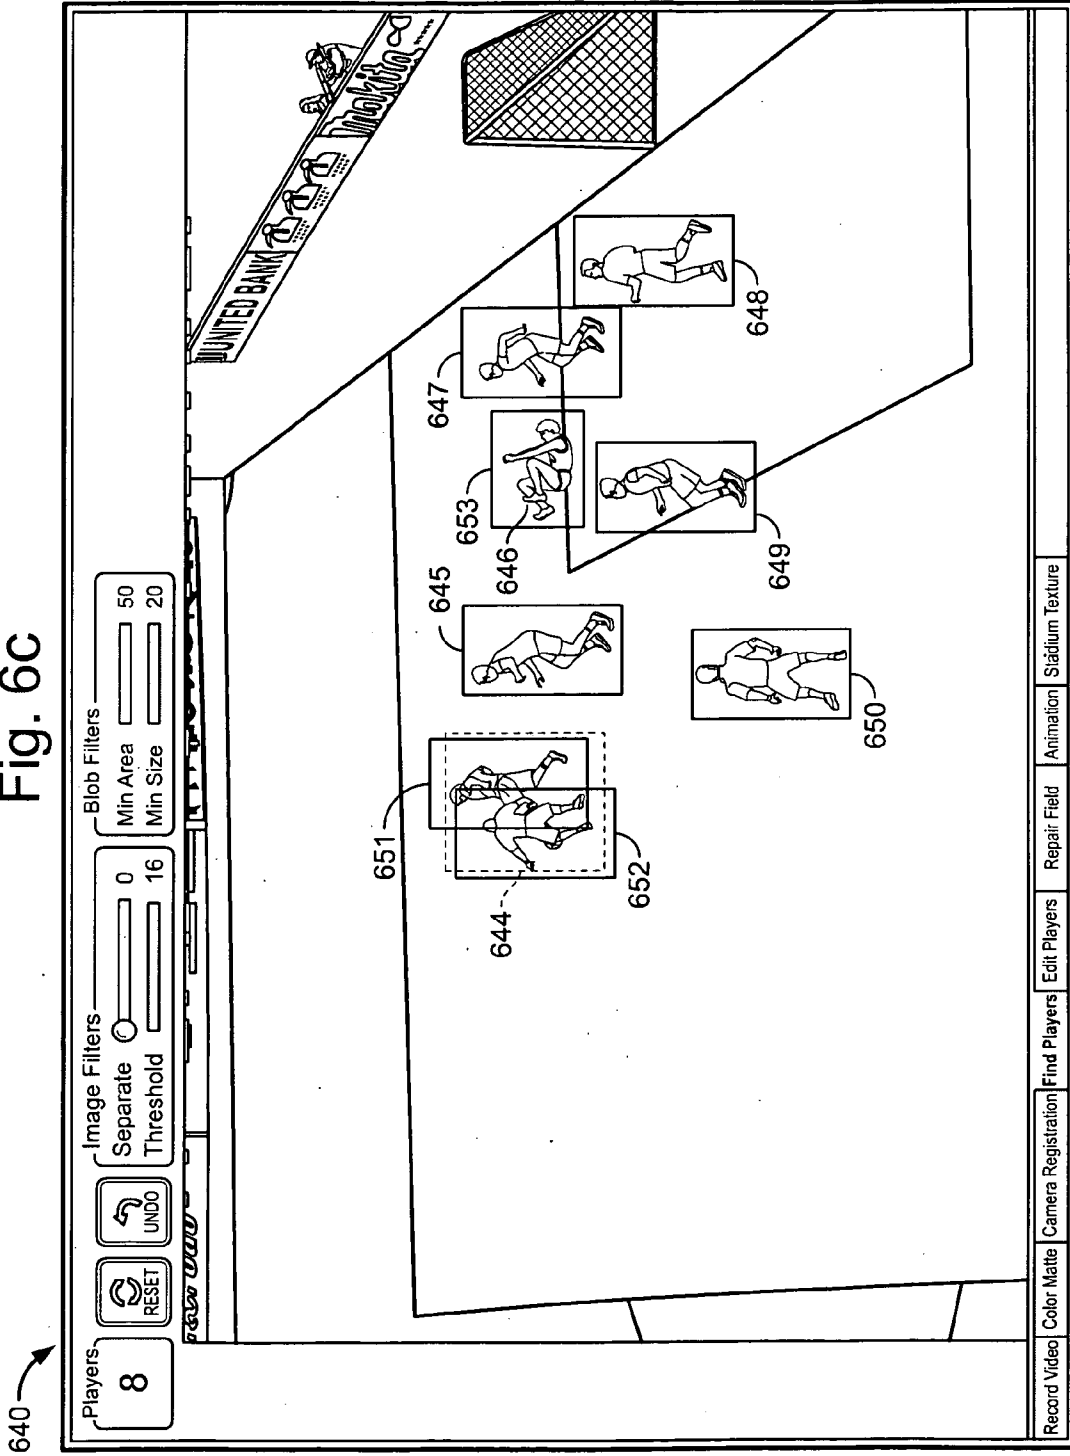 Fig. 6c
640
Players
8
RESET
UNDO
Image Filters
Separate 0
Threshold 16
Blob Filters
Min Area 50
Min Size 20
UNITED BANK
makita
651
644
652
645
653
646
647
648
649
650
Record Video Color Matte Camera Registration Find Players Edit Players Repair Field Animation Stadium Texture